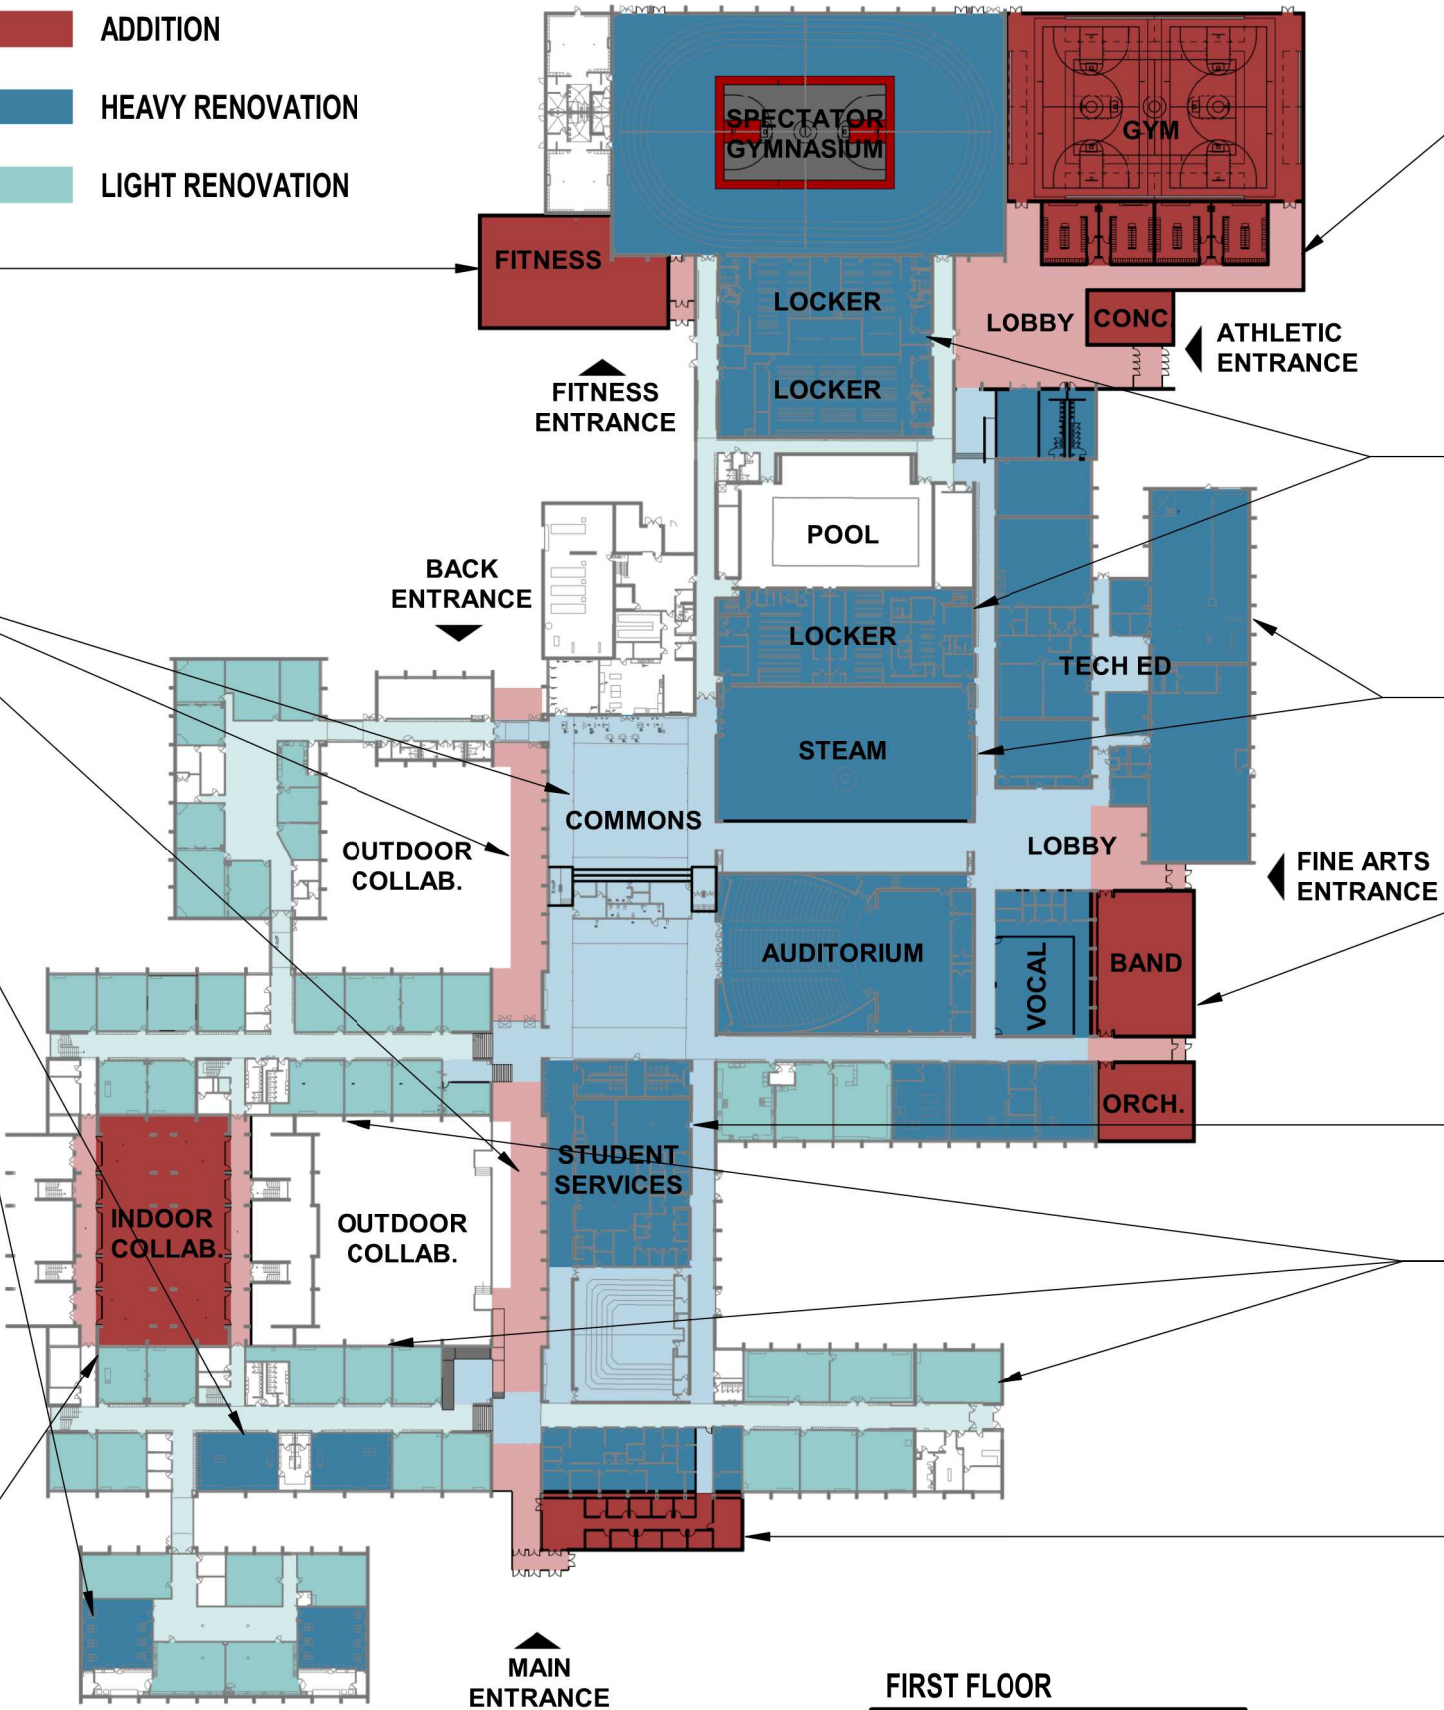 ADDITION
HEAVY RENOVATION
LIGHT RENOVATION
SPECTATOR
GYMNASIUM
GYM
FITNESS
LOCKER
LOBBY
CONC.
ATHLETIC
ENTRANCE
FITNESS
ENTRANCE
LOCKER
POOL
BACK
ENTRANCE
LOCKER
TECH ED
STEAM
COMMONS
OUTDOOR
COLLAB.
LOBBY
FINE ARTS
ENTRANCE
AUDITORIUM
VOCAL
BAND
ORCH.
STUDENT
SERVICES
INDOOR
COLLAB.
OUTDOOR
COLLAB.
MAIN
ENTRANCE
FIRST FLOOR